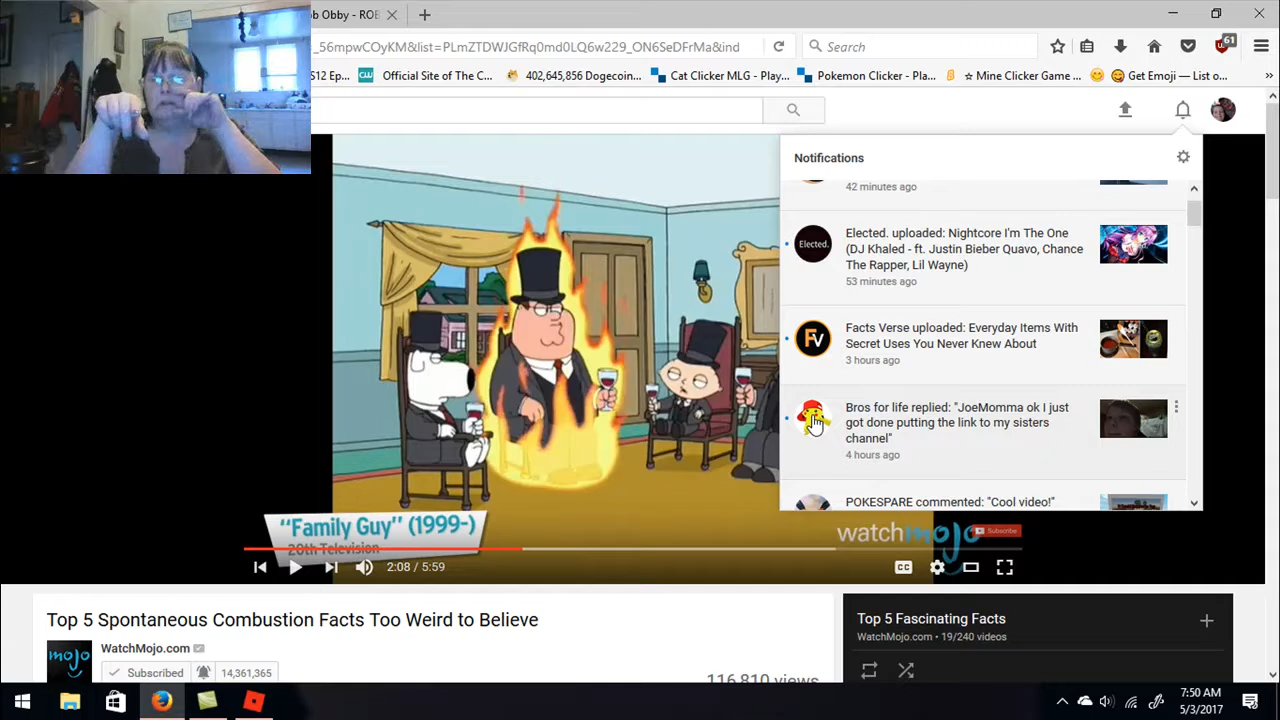 ob Obby - ROB
_56mpwCOyKM&list=PLmZTDWJGfRq0md0LQ6w229_ON6SeDFrMa&ind
Search
61
S12 Ep...
CW Official Site of The C...
402,645,856 Dogecoin...
Cat Clicker MLG - Play...
Pokemon Clicker - Pla...
Mine Clicker Game ...
Get Emoji — List o...
Notifications
42 minutes ago
Elected.
Elected. uploaded: Nightcore I'm The One
(DJ Khaled - ft. Justin Bieber Quavo, Chance
The Rapper, Lil Wayne)
53 minutes ago
FV
Facts Verse uploaded: Everyday Items With
Secret Uses You Never Knew About
3 hours ago
Bros for life replied: "JoeMomma ok I just
got done putting the link to my sisters
channel"
4 hours ago
POKESPARE commented: "Cool video!"
"Family Guy" (1999-)
20th Television
watchmojo
Subscribe
2:08 / 5:59
CC
Top 5 Spontaneous Combustion Facts Too Weird to Believe
mojo
WatchMojo.com
Subscribed
14,361,365
116,810 views
Top 5 Fascinating Facts
WatchMojo.com • 19/240 videos
7:50 AM
5/3/2017